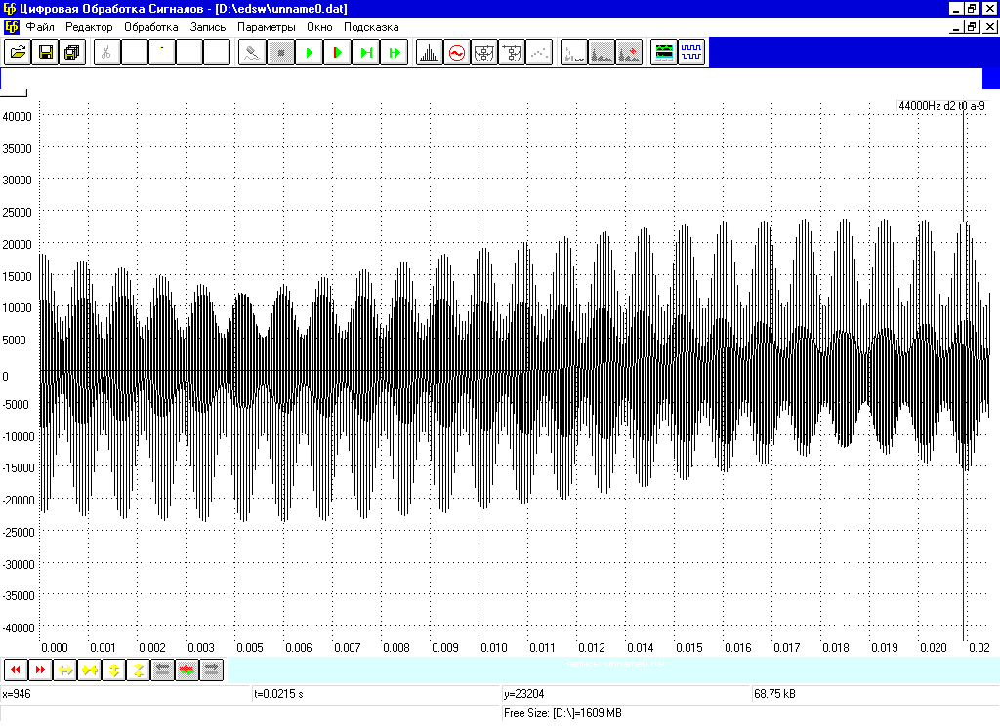 Цифровая Обработка Сигналов - [D:\edsw\unname0.dat]
Файл Редактор Обработка Запись Параметры Окно Подсказка
44000Hz d2 t0 a-9
40000
35000
30000
25000
20000
15000
10000
5000
0
-5000
-10000
-15000
-20000
-25000
-30000
-35000
-40000
0.000 0.001 0.002 0.003 0.005 0.006 0.007 0.008 0.009 0.010 0.011 0.012 0.014 0.015 0.016 0.017 0.018 0.019 0.020 0.02
Запись: unname0.dat
x=946 t=0.0215 s y=23204 68.75 kB
Free Size: [D:\]=1609 MB